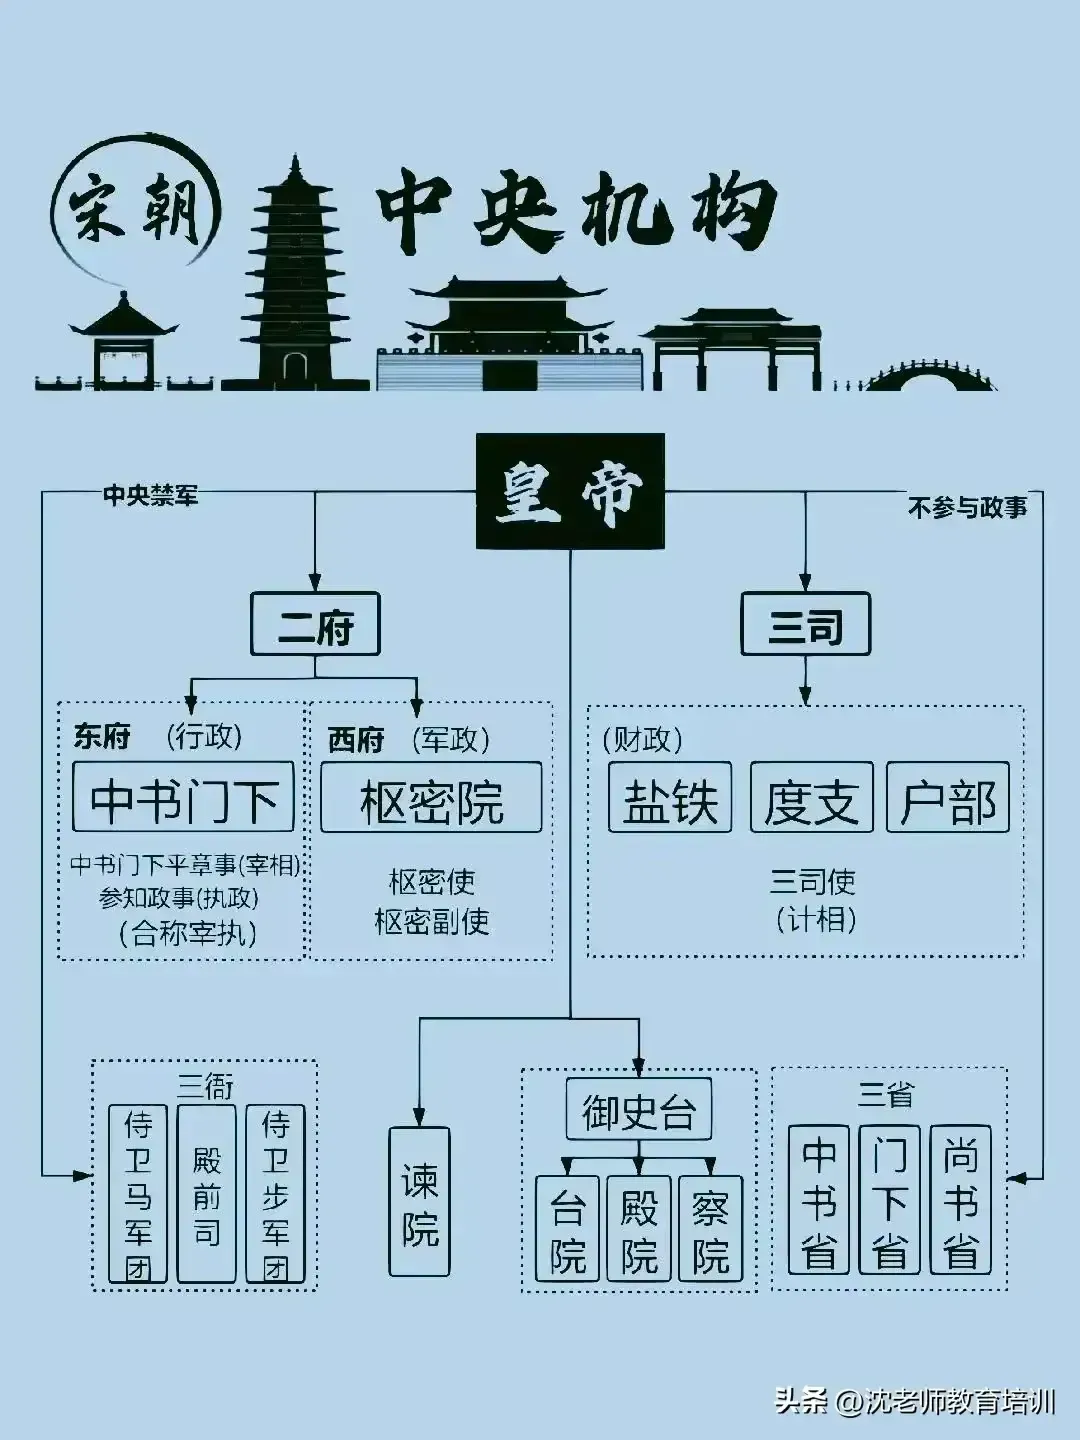 宋朝
中央机构
皇帝
中央禁军
不参与政事
二府
三司
东府 (行政)
中书门下
中书门下平章事(宰相)
参知政事(执政)
(合称宰执)
西府 (军政)
枢密院
枢密使
枢密副使
(财政)
盐铁
度支
户部
三司使
(计相)
三衙
侍卫马军团
殿前司
侍卫步军团
谏院
御史台
台院
殿院
察院
三省
中书省
门下省
尚书省
头条 @沈老师教育培训